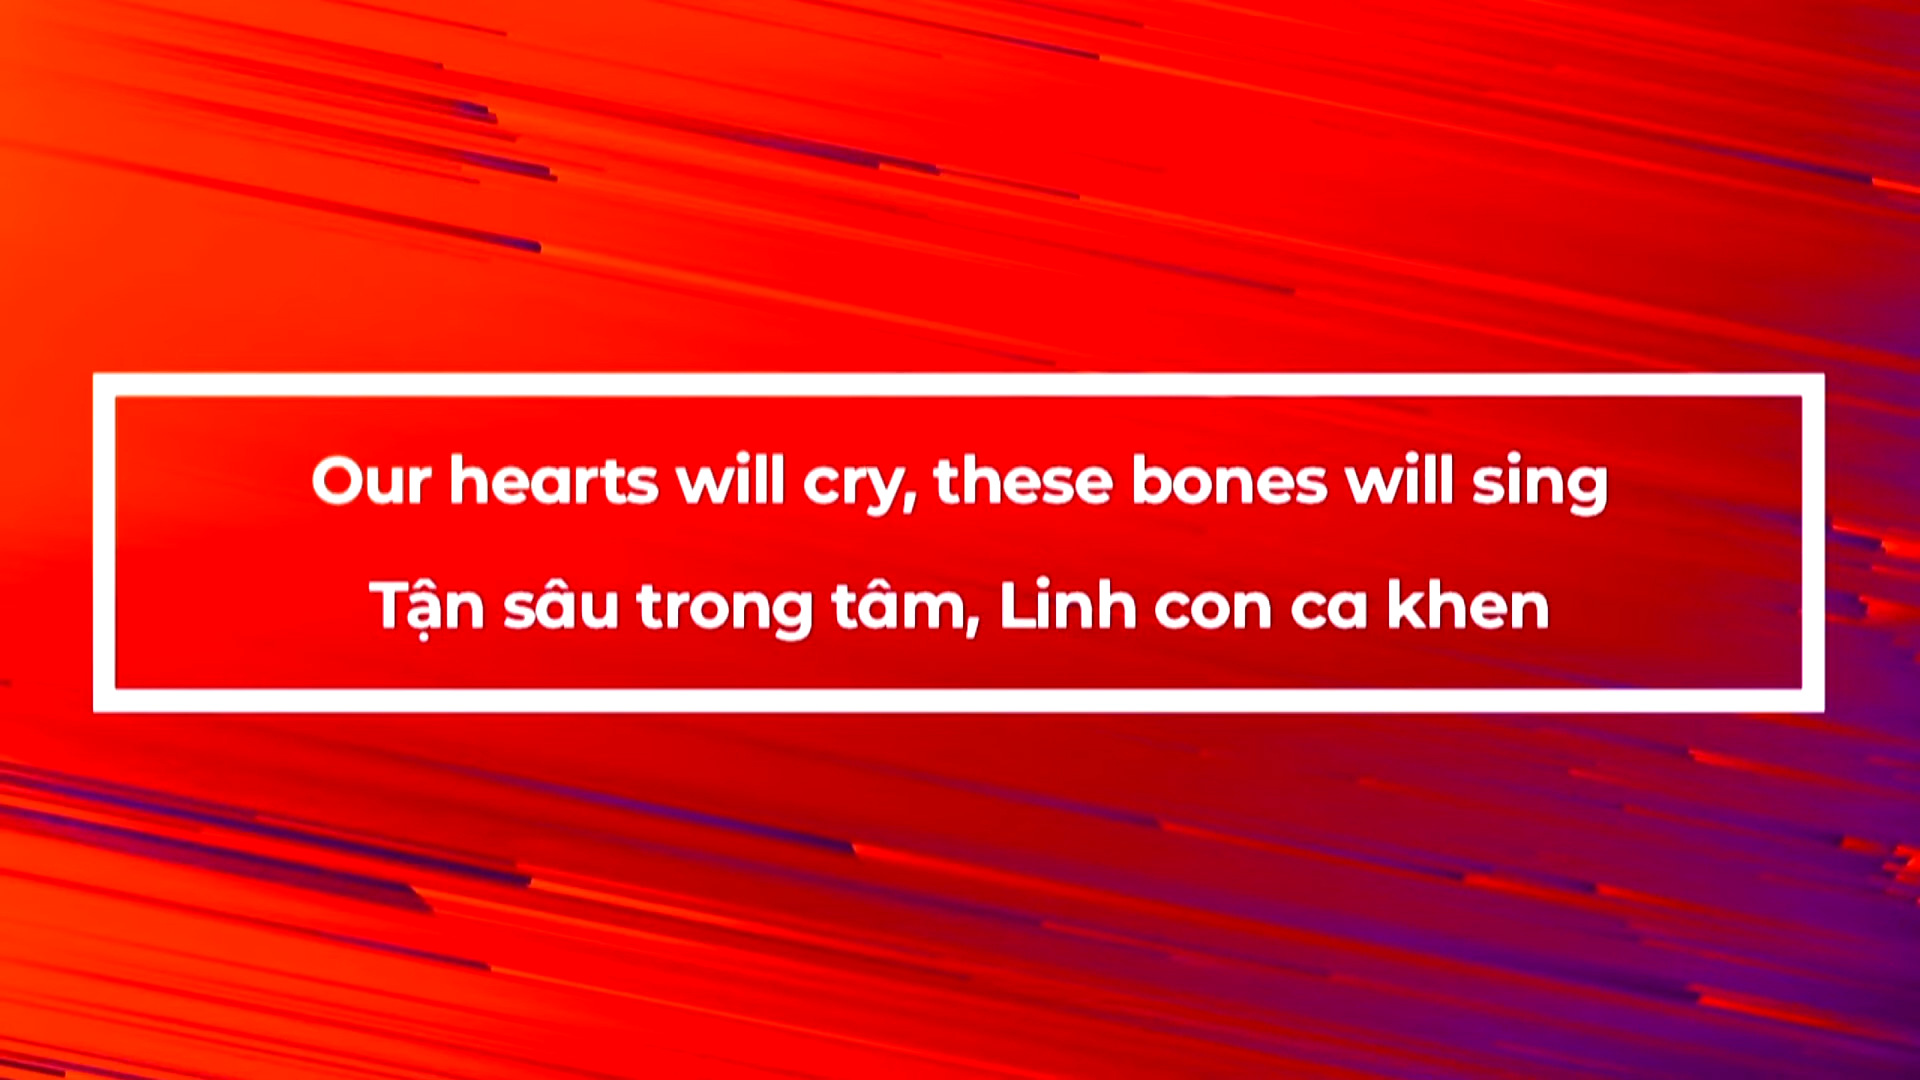 Our hearts will cry, these bones will sing
Tận sâu trong tâm, Linh con ca khen